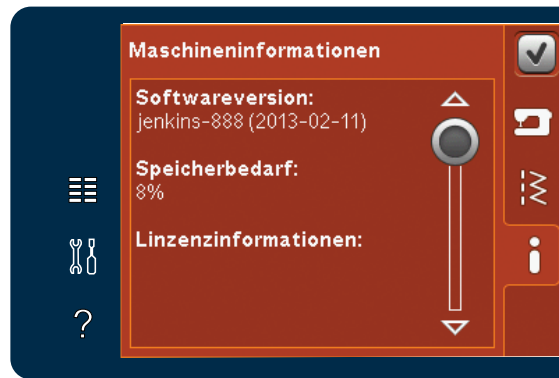 Maschineninformationen
Softwareversion:
jenkins-888 (2013-02-11)
Speicherbedarf:
8%
Linzenzinformationen:
?